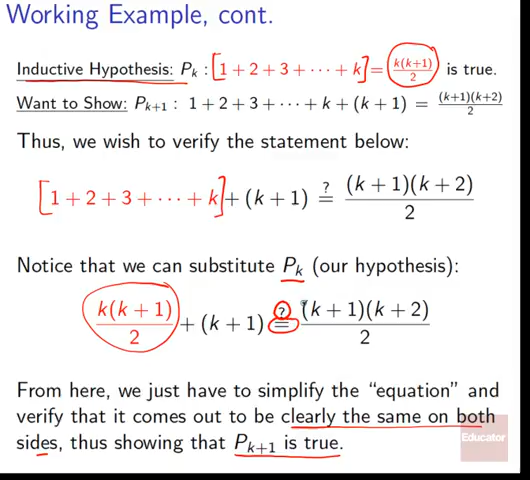 Working Example, cont.
Inductive Hypothesis: Pₖ : [1 + 2 + 3 + ⋯ + k] = k(k+1)/2 is true.
Want to Show: Pₖ₊₁ : 1 + 2 + 3 + ⋯ + k + (k + 1) = (k+1)(k+2)/2
Thus, we wish to verify the statement below:
[1 + 2 + 3 + ⋯ + k] + (k + 1) ≟ (k + 1)(k + 2)/2
Notice that we can substitute Pₖ (our hypothesis):
k(k + 1)/2 + (k + 1) ≟ (k + 1)(k + 2)/2
From here, we just have to simplify the “equation” and
verify that it comes out to be clearly the same on both
sides, thus showing that Pₖ₊₁ is true.
Educator